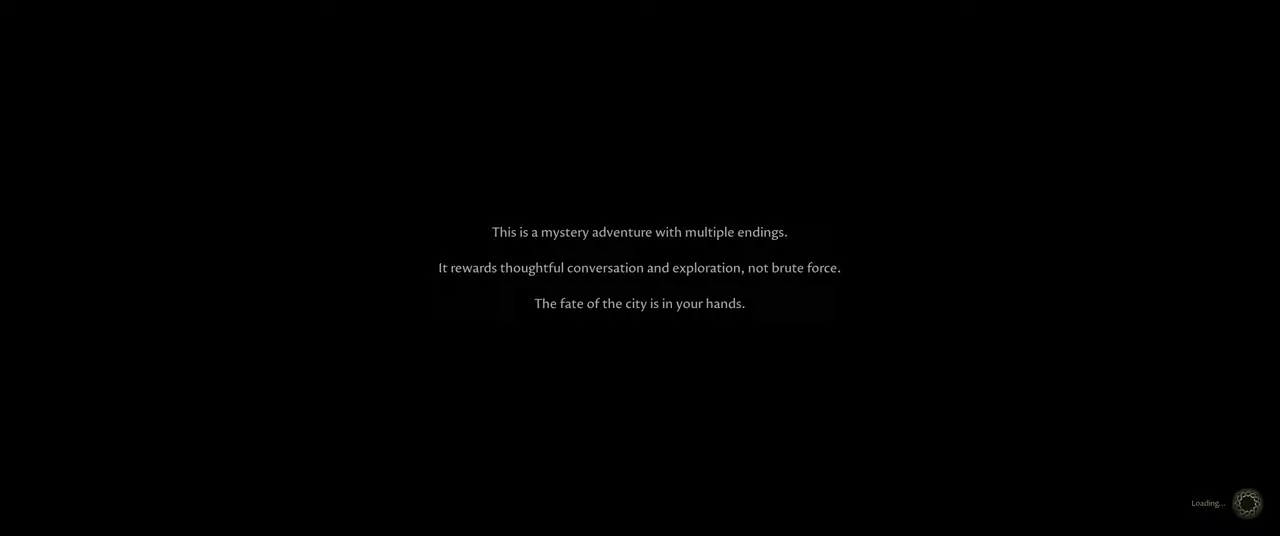 This is a mystery adventure with multiple endings.
It rewards thoughtful conversation and exploration, not brute force.
The fate of the city is in your hands.
Loading...